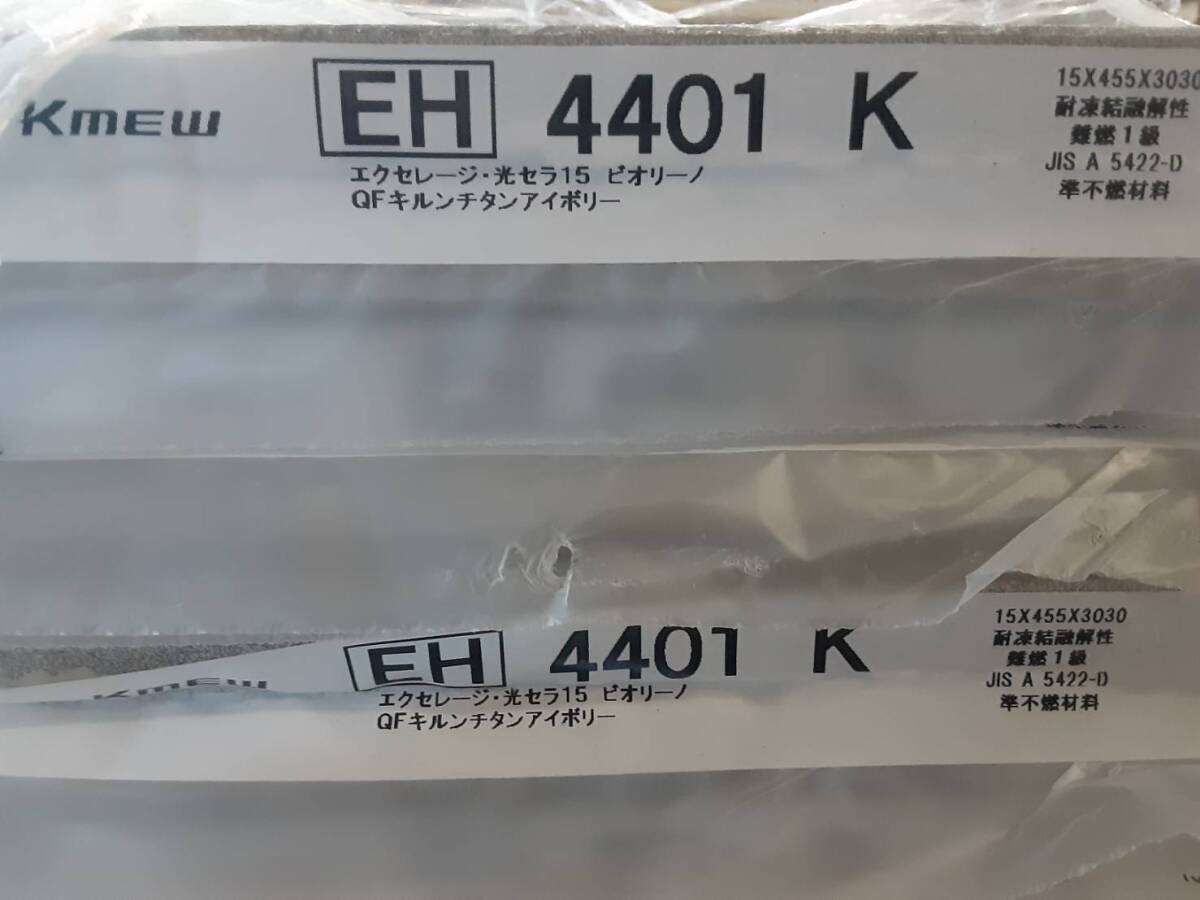 Kmew
EH 4401 K
エクセレージ・光セラ15 ビオリーノ
QFキルンチタンアイボリー
15X455X3030
耐凍結融解性
難燃1級
JIS A 5422-D
準不燃材料
Kmew
EH 4401 K
エクセレージ・光セラ15 ビオリーノ
QFキルンチタンアイボリー
15X455X3030
耐凍結融解性
難燃1級
JIS A 5422-D
準不燃材料